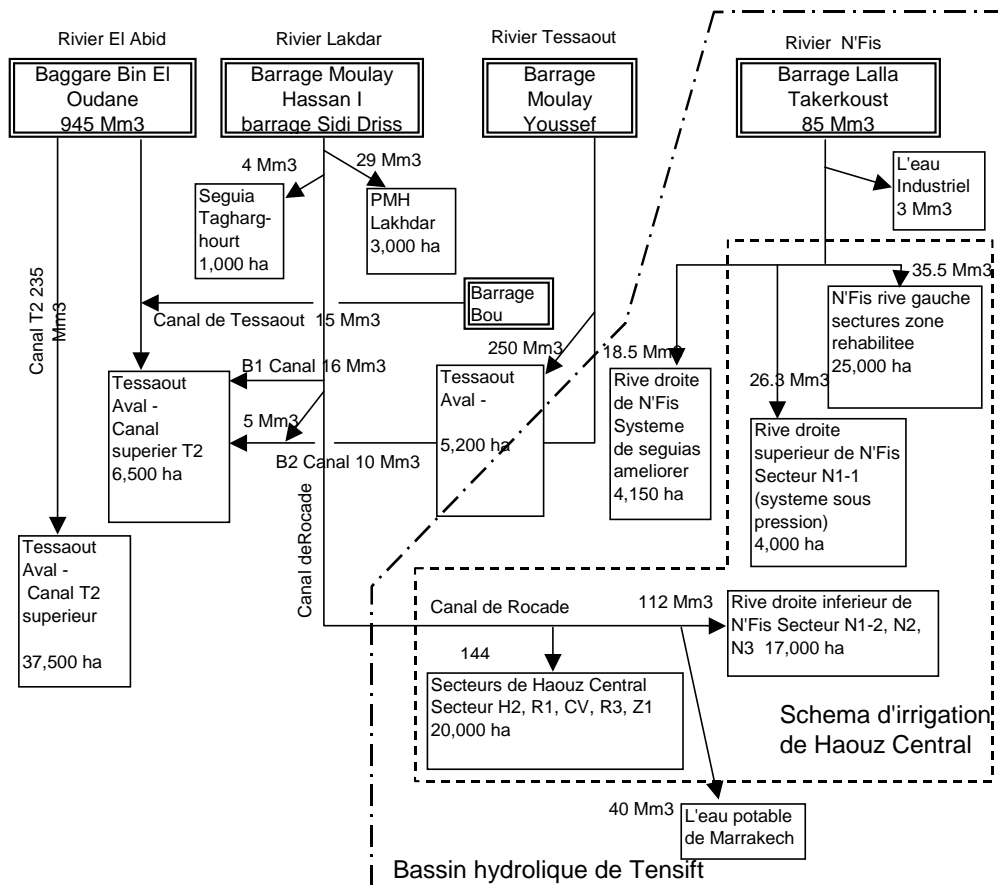 Rivier El Abid
Rivier Lakdar
Rivier Tessaout
Rivier N'Fis
Baggare Bin El
Oudane
945 Mm3
Barrage Moulay
Hassan I
barrage Sidi Driss
Barrage
Moulay
Youssef
Barrage Lalla
Takerkoust
85 Mm3
4 Mm3
29 Mm3
Seguia
Tagharg-
hourt
1,000 ha
PMH
Lakhdar
3,000 ha
L'eau
Industriel
3 Mm3
Canal T2 235
Mm3
Barrage
Bou
Canal de Tessaout 15 Mm3
35.5 Mm3
N'Fis rive gauche
sectures zone
rehabilitee
25,000 ha
250 Mm3
18.5 Mm3
26.3 Mm3
B1 Canal 16 Mm3
Tessaout
Aval -
Canal
superier T2
6,500 ha
5 Mm3
B2 Canal 10 Mm3
Tessaout
Aval -
5,200 ha
Rive droite
de N'Fis
Systeme
de seguias
ameliorer
4,150 ha
Rive droite
superieur de N'Fis
Secteur N1-1
(systeme sous
pression)
4,000 ha
Tessaout
Aval -
Canal T2
superieur
37,500 ha
Canal deRocade
Canal de Rocade
112 Mm3
Rive droite inferieur de
N'Fis Secteur N1-2, N2,
N3 17,000 ha
144
Secteurs de Haouz Central
Secteur H2, R1, CV, R3, Z1
20,000 ha
Schema d'irrigation
de Haouz Central
40 Mm3
L'eau potable
de Marrakech
Bassin hydrolique de Tensift